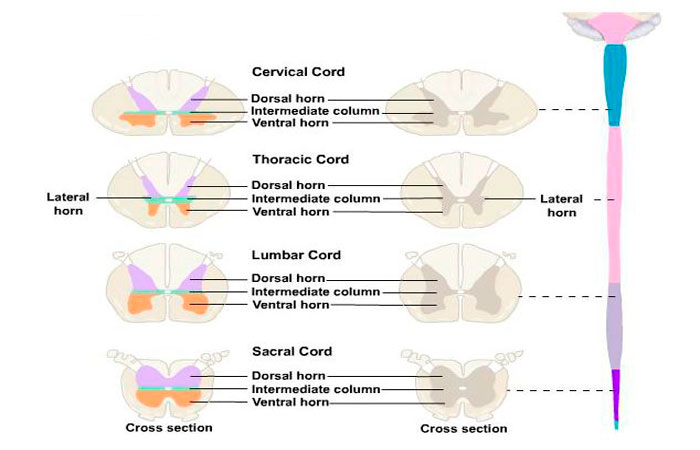 Cervical Cord
Dorsal horn
Intermediate column
Ventral horn
Thoracic Cord
Dorsal horn
Lateral
horn
Intermediate column
Lateral
horn
Ventral horn
Lumbar Cord
Dorsal horn
Intermediate column
Ventral horn
Sacral Cord
Dorsal horn
Intermediate column
Ventral horn
Cross section
Cross section